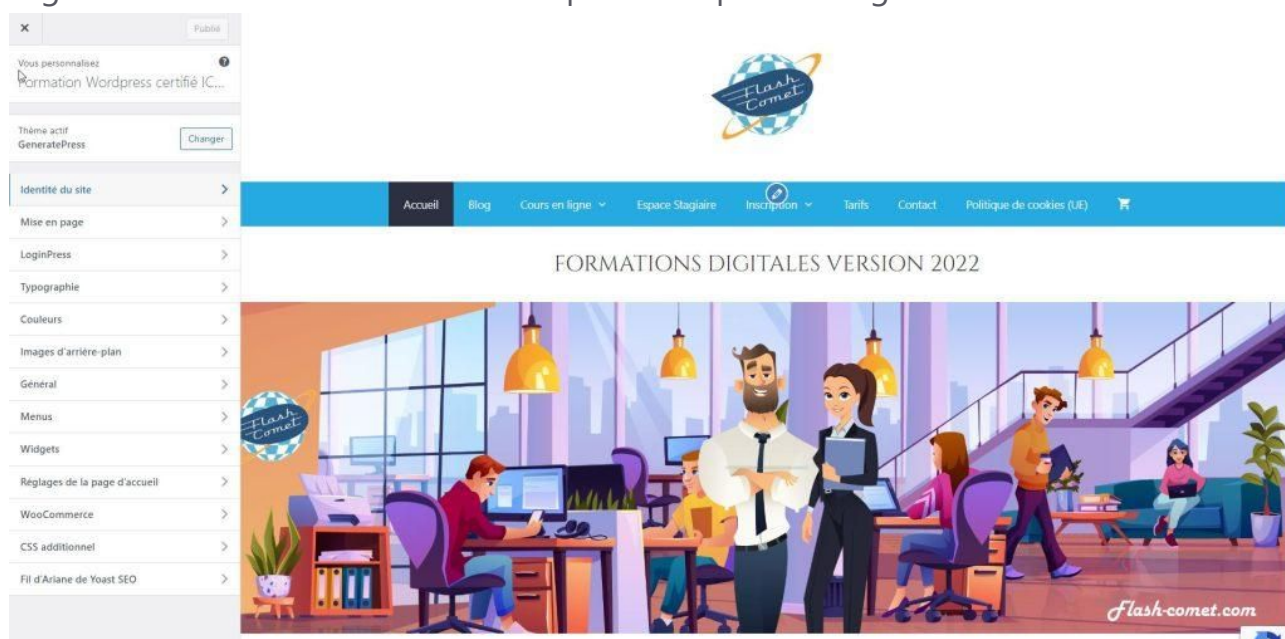 Publié
Vous personnalisez
Formation Wordpress certifié IC...
Thème actif
GeneratePress
Changer
Identité du site
Mise en page
LoginPress
Typographie
Couleurs
Images d'arrière-plan
Général
Menus
Widgets
Réglages de la page d'accueil
WooCommerce
CSS additionnel
Fil d'Ariane de Yoast SEO
Flash
Comet
Accueil Blog Cours en ligne Espace Stagiaire Inscription Tarifs Contact Politique de cookies (UE)
FORMATIONS DIGITALES VERSION 2022
Flash
Comet
Flash-comet.com